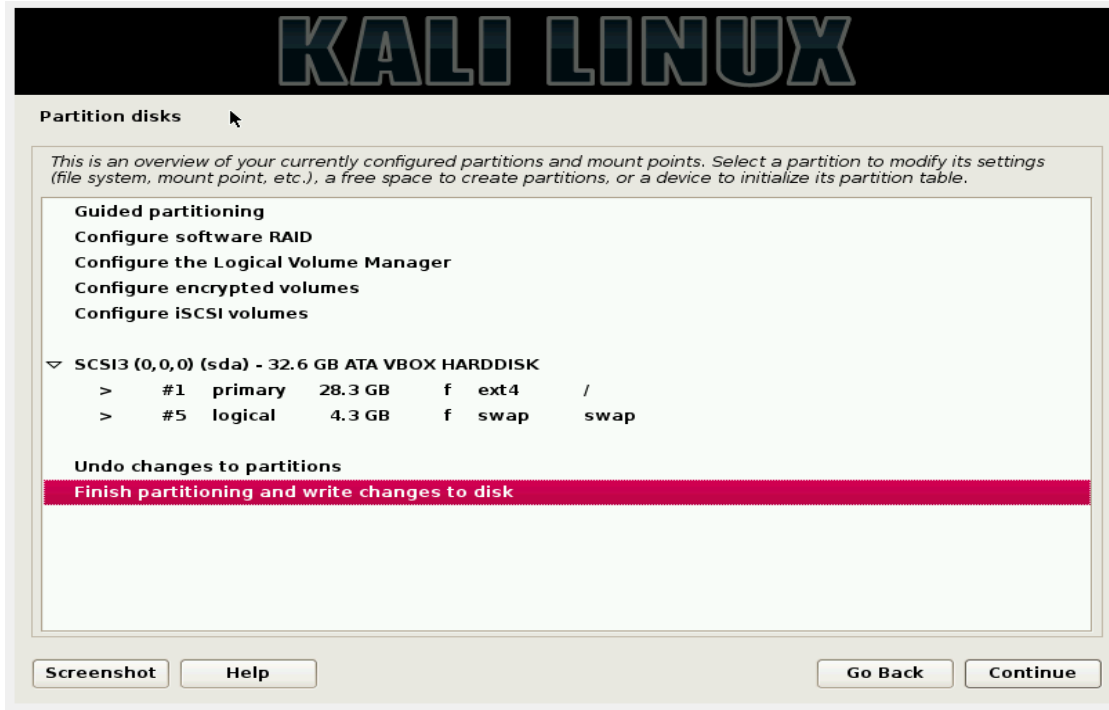 KALI LINUX
Partition disks
This is an overview of your currently configured partitions and mount points. Select a partition to modify its settings
(file system, mount point, etc.), a free space to create partitions, or a device to initialize its partition table.
Guided partitioning
Configure software RAID
Configure the Logical Volume Manager
Configure encrypted volumes
Configure iSCSI volumes
SCSI3 (0,0,0) (sda) - 32.6 GB ATA VBOX HARDDISK
> #1 primary 28.3 GB f ext4 /
> #5 logical 4.3 GB f swap swap
Undo changes to partitions
Finish partitioning and write changes to disk
Screenshot Help Go Back Continue